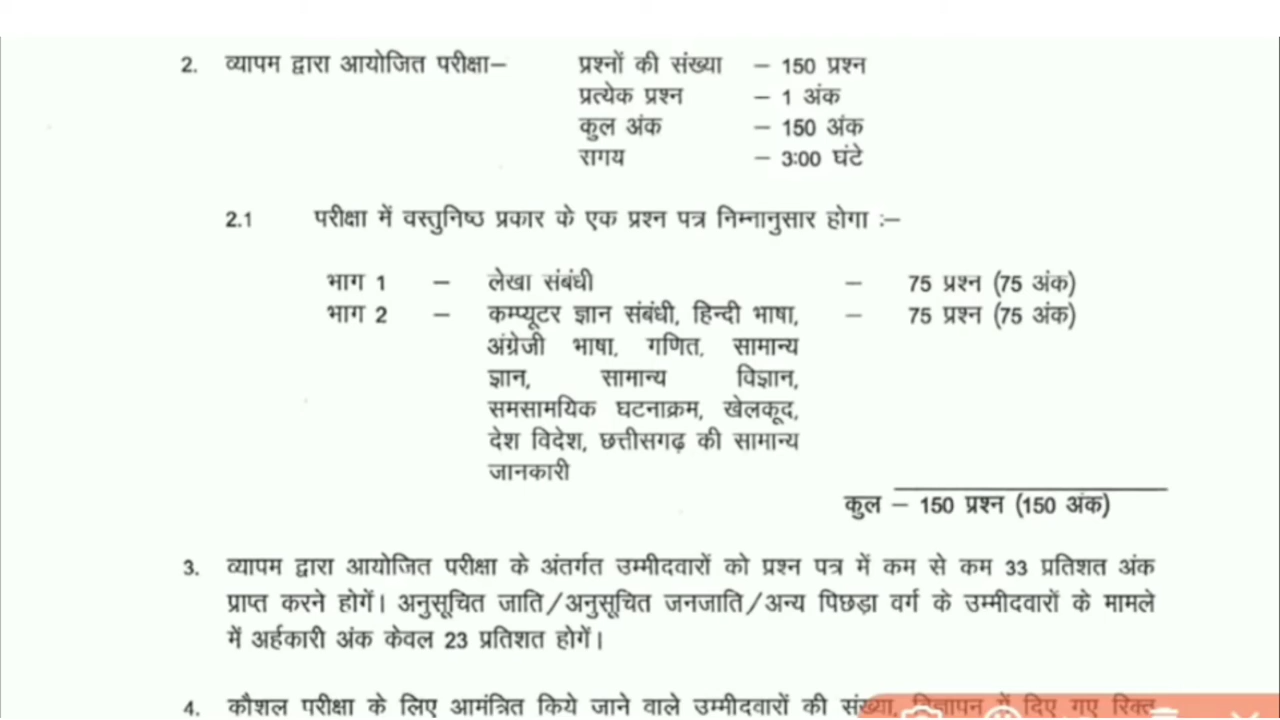 2. व्यापम द्वारा आयोजित परीक्षा– प्रश्नों की संख्या – 150 प्रश्न
प्रत्येक प्रश्न – 1 अंक
कुल अंक – 150 अंक
रागय – 3:00 घंटे
2.1 परीक्षा में वस्तुनिष्ठ प्रकार के एक प्रश्न पत्र निम्नानुसार होगा :–
भाग 1 – लेखा संबंधी – 75 प्रश्न (75 अंक)
भाग 2 – कम्प्यूटर ज्ञान संबंधी, हिन्दी भाषा, – 75 प्रश्न (75 अंक)
अंग्रेजी भाषा, गणित, सामान्य
ज्ञान, सामान्य विज्ञान,
समसामयिक घटनाक्रम, खेलकूद,
देश विदेश, छत्तीसगढ़ की सामान्य
जानकारी
कुल – 150 प्रश्न (150 अंक)
3. व्यापम द्वारा आयोजित परीक्षा के अंतर्गत उम्मीदवारों को प्रश्न पत्र में कम से कम 33 प्रतिशत अंक
प्राप्त करने होगें। अनुसूचित जाति/अनुसूचित जनजाति/अन्य पिछड़ा वर्ग के उम्मीदवारों के मामले
में अर्हकारी अंक केवल 23 प्रतिशत होगें।
4. कौशल परीक्षा के लिए आमंत्रित किये जाने वाले उम्मीदवारों की संख्या, विज्ञापन में दिए गए रिक्त